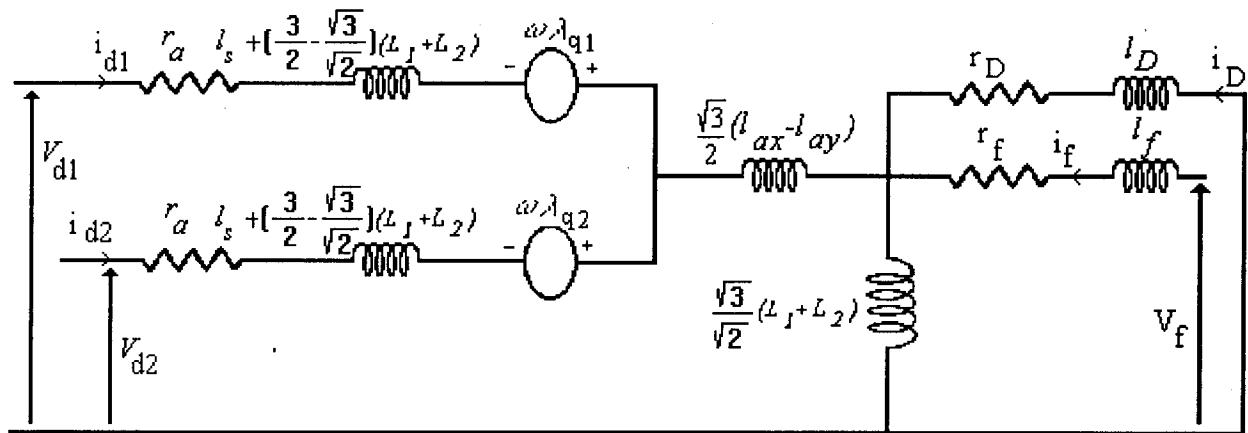 i_d1 r_a l_s +[3/2 - √3/√2](L_1+L_2) ωλ_q1
- +
V_d1
i_d2 r_a l_s +[3/2 - √3/√2](L_1+L_2) ωλ_q2
- +
V_d2
√3/2 (l_ax - l_ay)
√3/√2 (L_1+L_2)
r_D l_D i_D
r_f i_f l_f
V_f